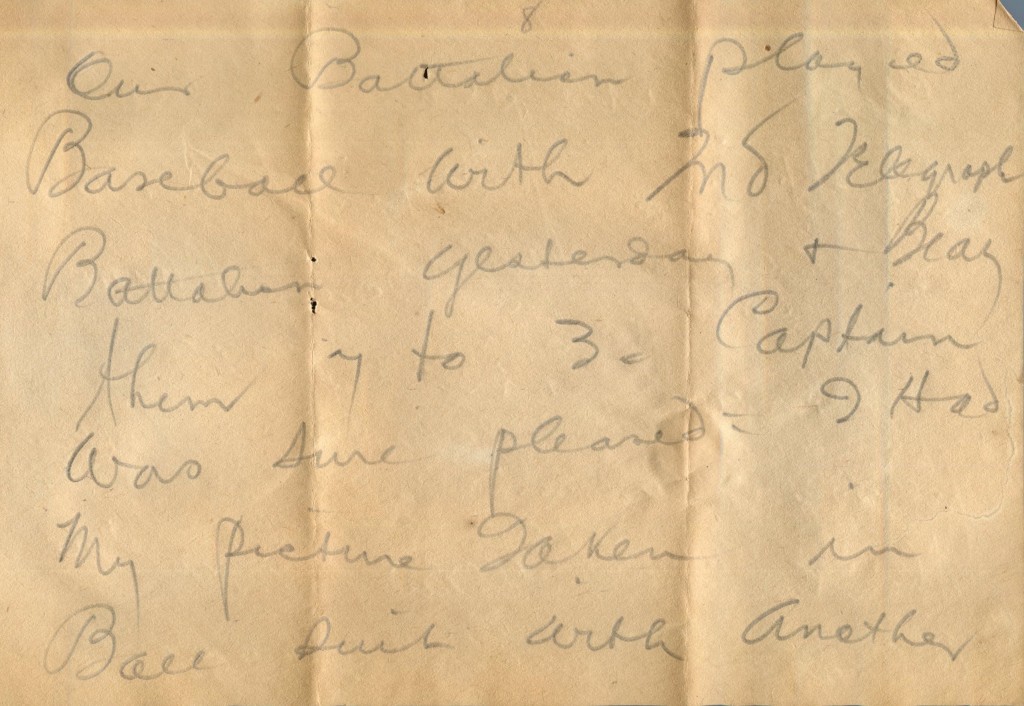 8
Our Battalion played
Baseball with Telegraph
Battalion yesterday + Beat
them 7 to 3. Captain
was sure pleased = I Had
My picture Taken in
Ball suit with Another